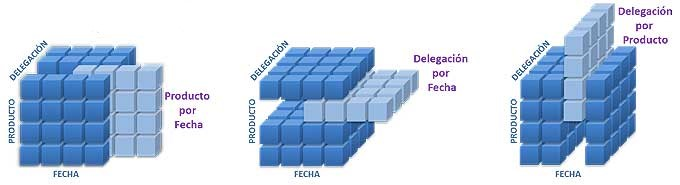 DELEGACIÓN
PRODUCTO
FECHA
Producto
por
Fecha
DELEGACIÓN
PRODUCTO
FECHA
Delegación
por
Fecha
DELEGACIÓN
PRODUCTO
FECHA
Delegación
por
Producto